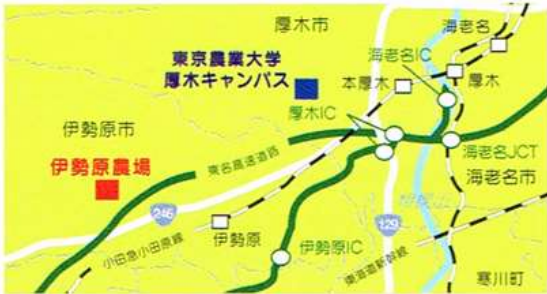 厚木市
海老名
海老名IC
東京農業大学
厚木キャンパス
本厚木
厚木
厚木IC
伊勢原市
伊勢原農場
東名高速道路
海老名JCT
海老名市
246
129
伊勢原
小田急小田原線
伊勢原IC
東海道新幹線
寒川町